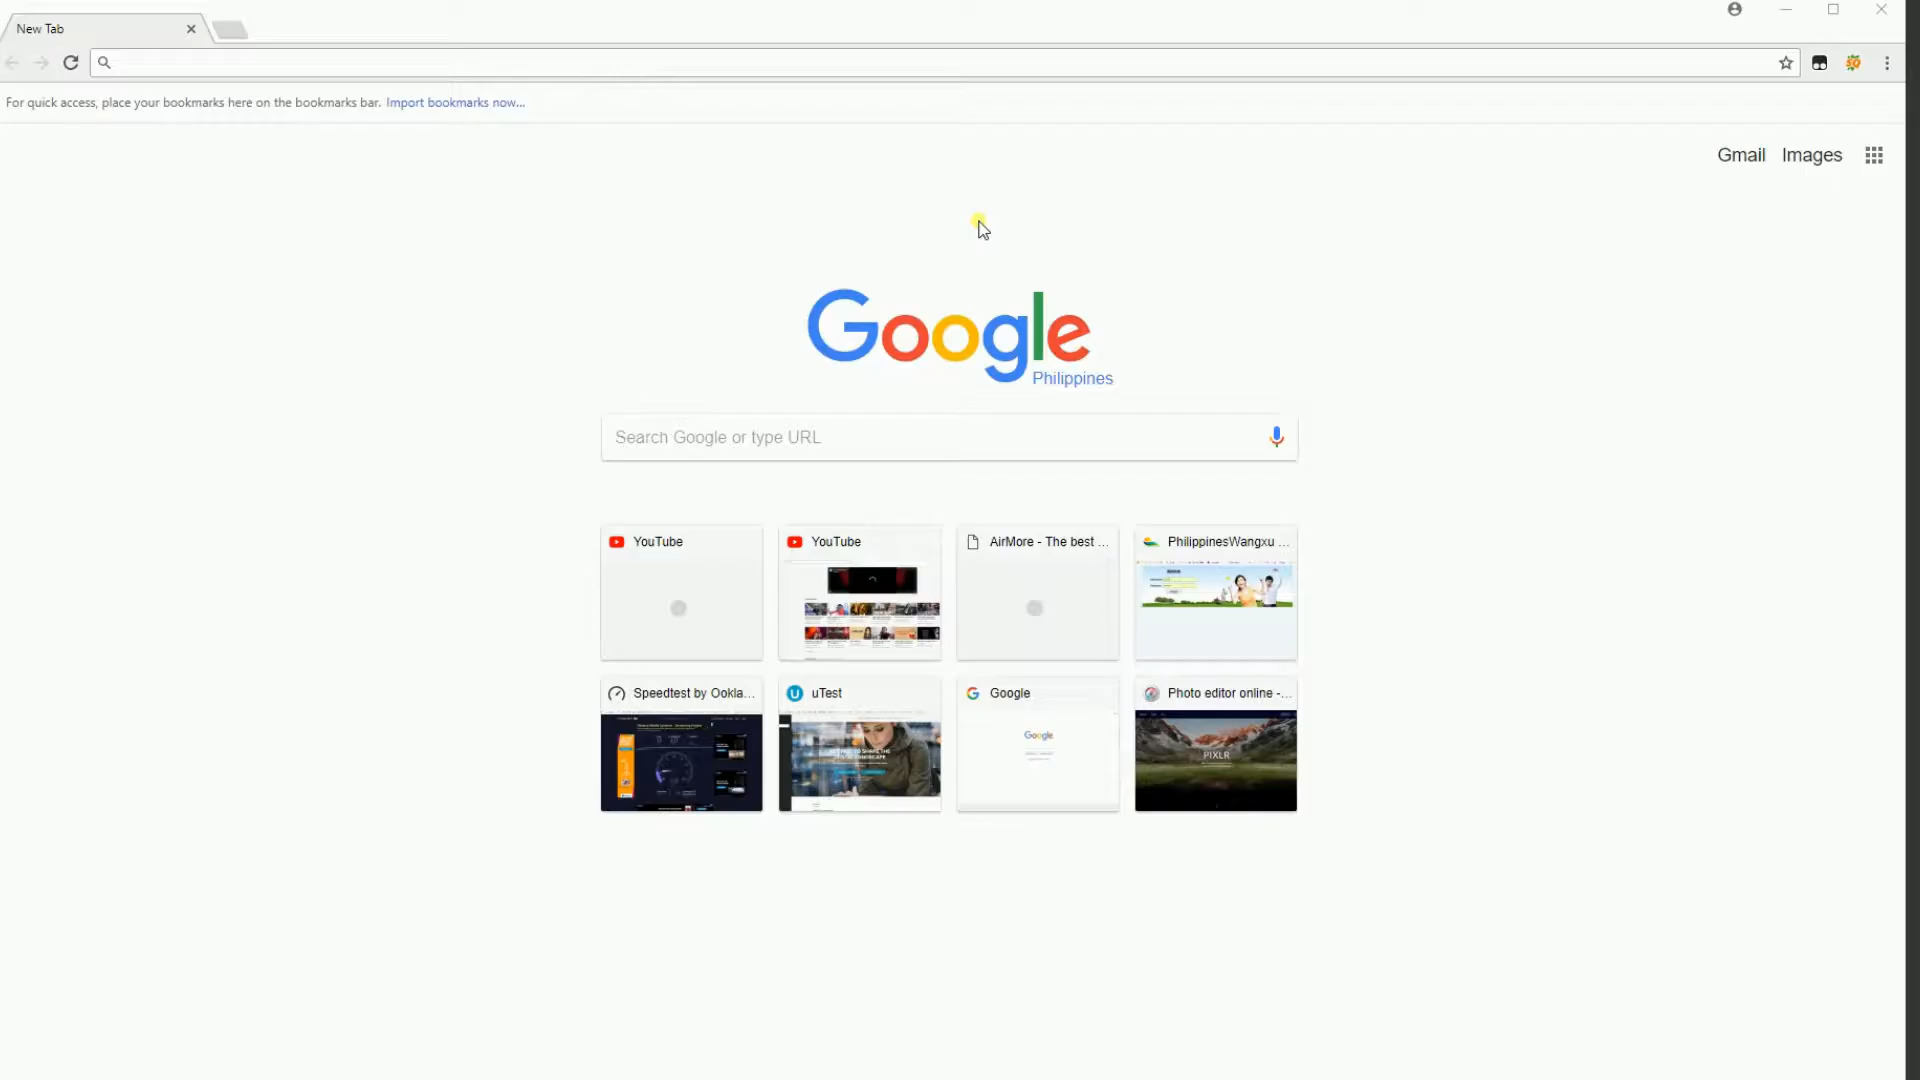 New Tab
For quick access, place your bookmarks here on the bookmarks bar. Import bookmarks now...
Gmail Images
Google
Philippines
Search Google or type URL
YouTube
YouTube
AirMore - The best ...
PhilippinesWangxu ...
Speedtest by Ookla...
uTest
Google
Photo editor online -...
Google
PIXLR